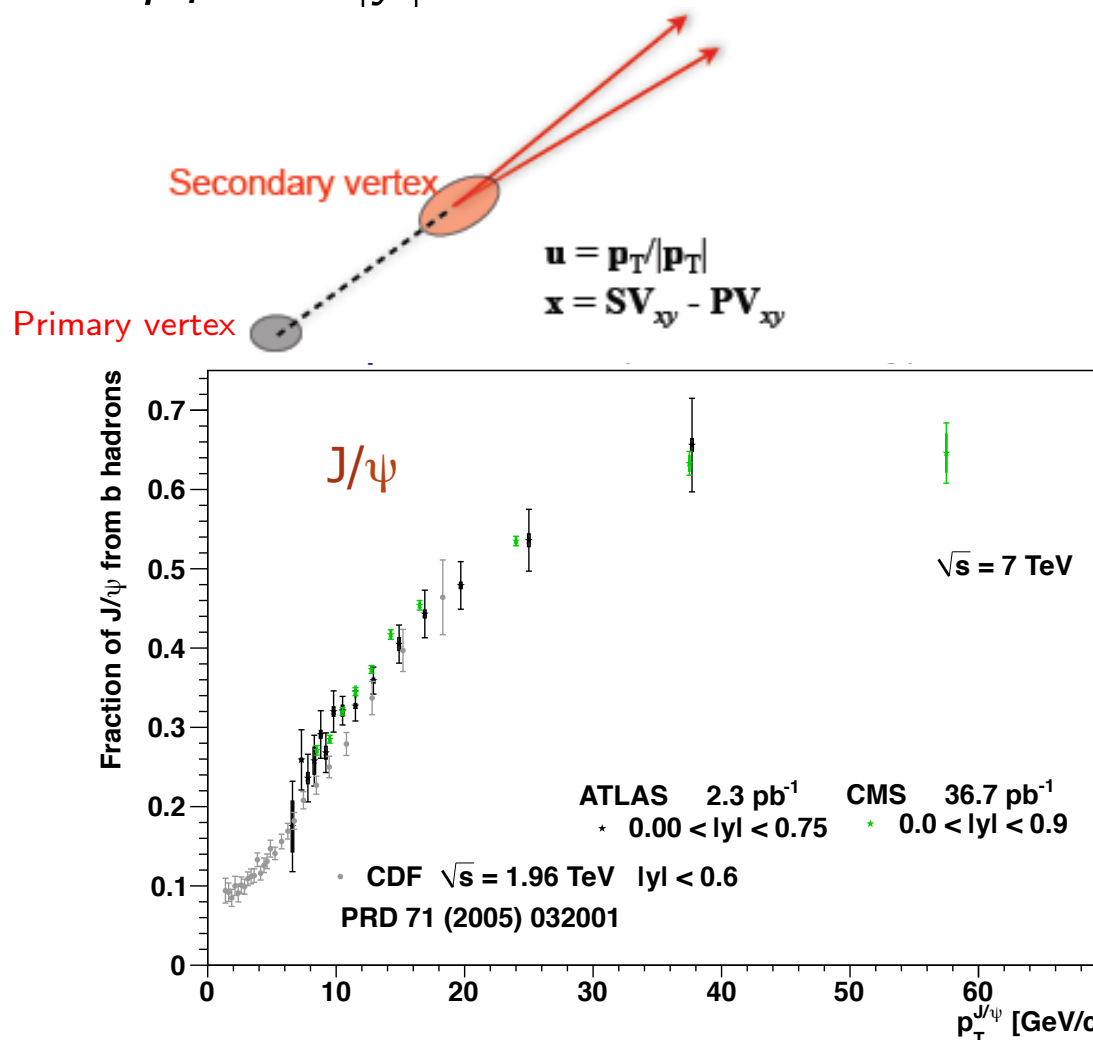 Secondary vertex
u = p_T/|p_T|
x = SV_xy - PV_xy
Primary vertex
Fraction of J/ψ from b hadrons
0.7
0.6
0.5
0.4
0.3
0.2
0.1
0
J/ψ
√s = 7 TeV
ATLAS 2.3 pb⁻¹ CMS 36.7 pb⁻¹
0.00 < |y| < 0.75 0.0 < |y| < 0.9
CDF √s = 1.96 TeV |y| < 0.6
PRD 71 (2005) 032001
0 10 20 30 40 50 60
p_T^J/ψ [GeV/c